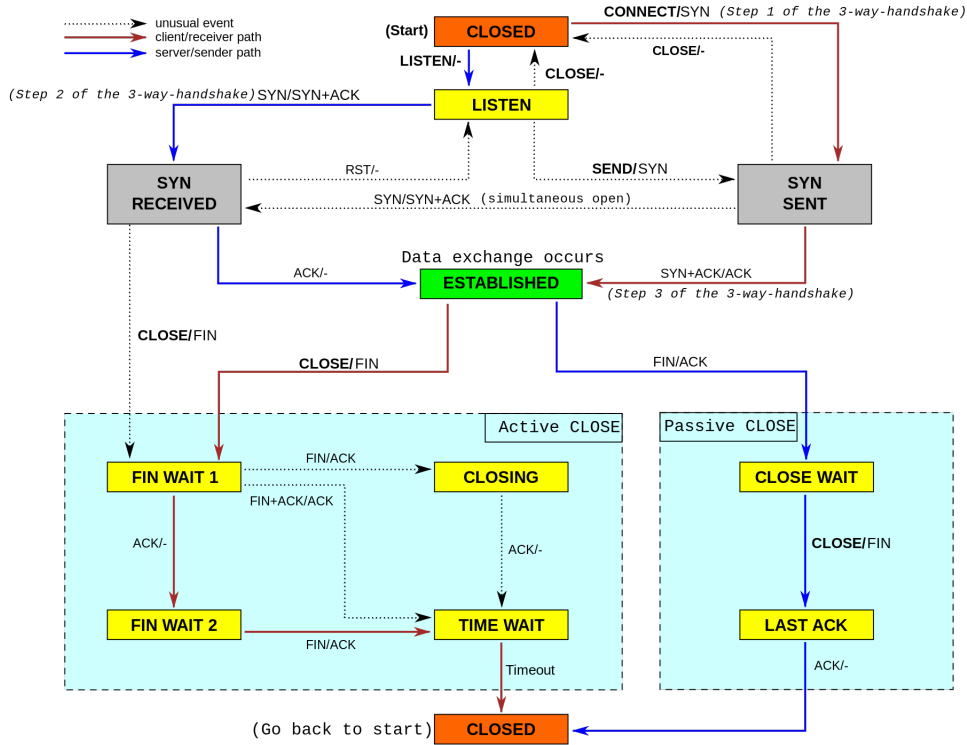 unusual event
client/receiver path
server/sender path
CONNECT/SYN (Step 1 of the 3-way-handshake)
(Start) CLOSED
CLOSE/-
LISTEN/-
CLOSE/-
(Step 2 of the 3-way-handshake) SYN/SYN+ACK
LISTEN
RST/-
SEND/SYN
SYN
RECEIVED
SYN
SENT
SYN/SYN+ACK (simultaneous open)
Data exchange occurs
ACK/-
ESTABLISHED
SYN+ACK/ACK
(Step 3 of the 3-way-handshake)
CLOSE/FIN
CLOSE/FIN
FIN/ACK
Active CLOSE
Passive CLOSE
FIN/ACK
FIN WAIT 1
CLOSING
CLOSE WAIT
FIN+ACK/ACK
ACK/-
ACK/-
CLOSE/FIN
FIN WAIT 2
TIME WAIT
LAST ACK
FIN/ACK
Timeout
ACK/-
(Go back to start) CLOSED